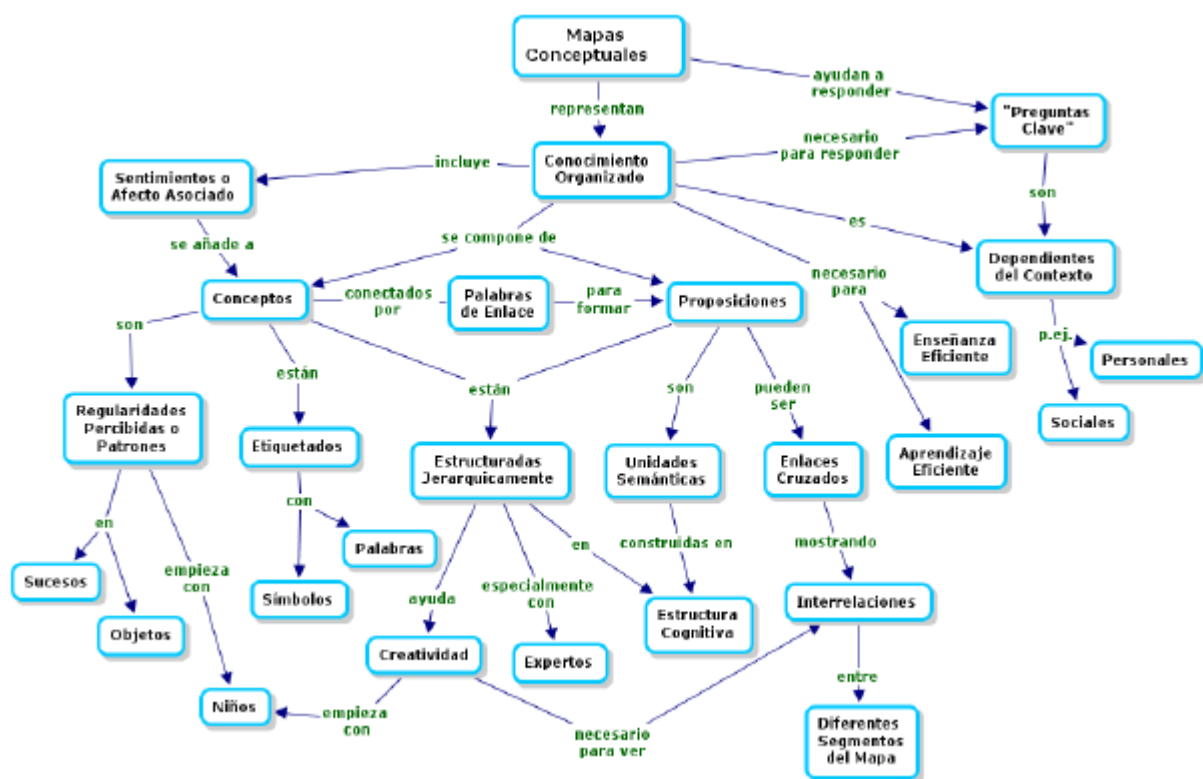 Mapas
Conceptuales
ayudan a
responder
representan
"Preguntas
Clave"
necesario
para responder
Conocimiento
Organizado
incluye
Sentimientos o
Afecto Asociado
son
es
se añade a
se compone de
Dependientes
del Contexto
necesario
para
Conceptos
conectados
por
Palabras
de Enlace
para
formar
Proposiciones
son
Enseñanza
Eficiente
p.ej.
Personales
están
están
son
pueden
ser
Regularidades
Percibidas o
Patrones
Sociales
Etiquetados
Estructuradas
Jerarquicamente
Unidades
Semánticas
Enlaces
Cruzados
Aprendizaje
Eficiente
en
con
Palabras
en
construidas en
mostrando
Sucesos
empieza
con
Símbolos
ayuda
especialmente
con
Estructura
Cognitiva
Interrelaciones
Objetos
Creatividad
Expertos
entre
Niños
empieza
con
necesario
para ver
Diferentes
Segmentos
del Mapa